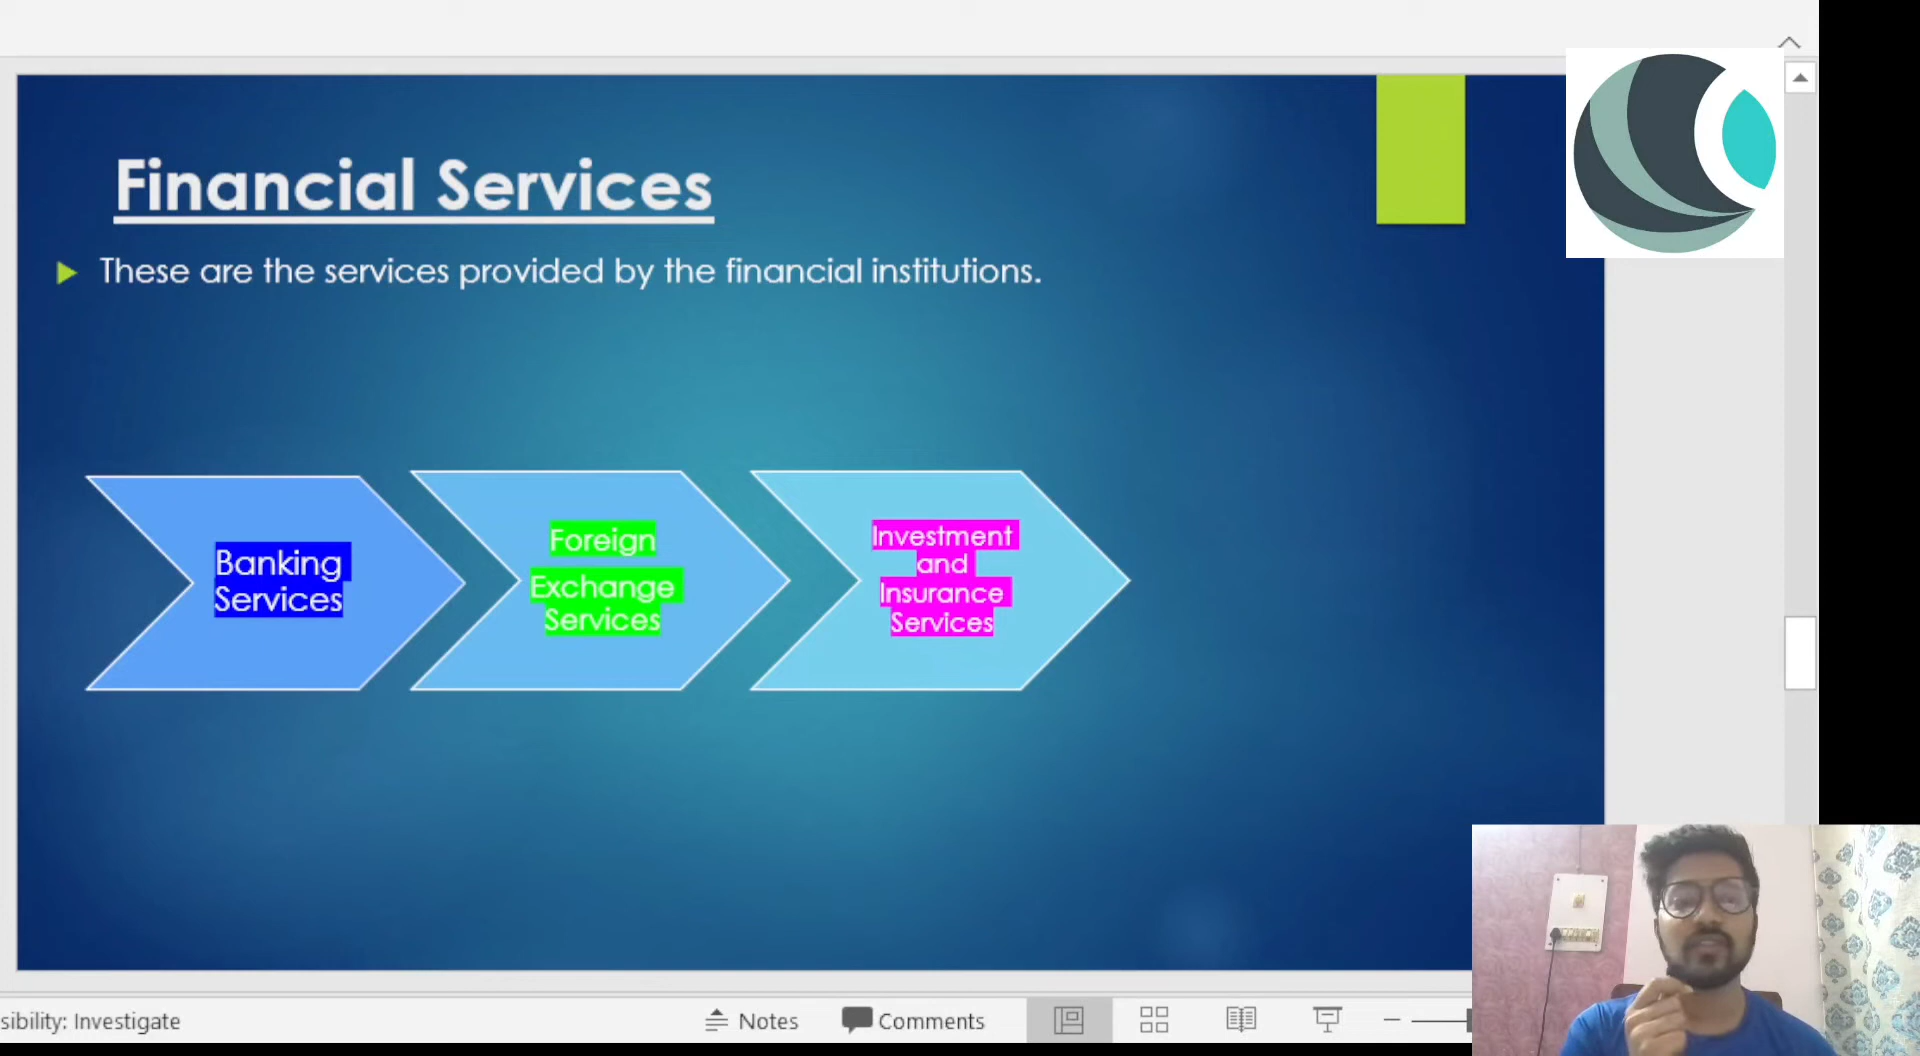 Financial Services
These are the services provided by the financial institutions.
Banking
Services
Foreign
Exchange
Services
Investment
and
Insurance
Services
sibility: Investigate
Notes
Comments